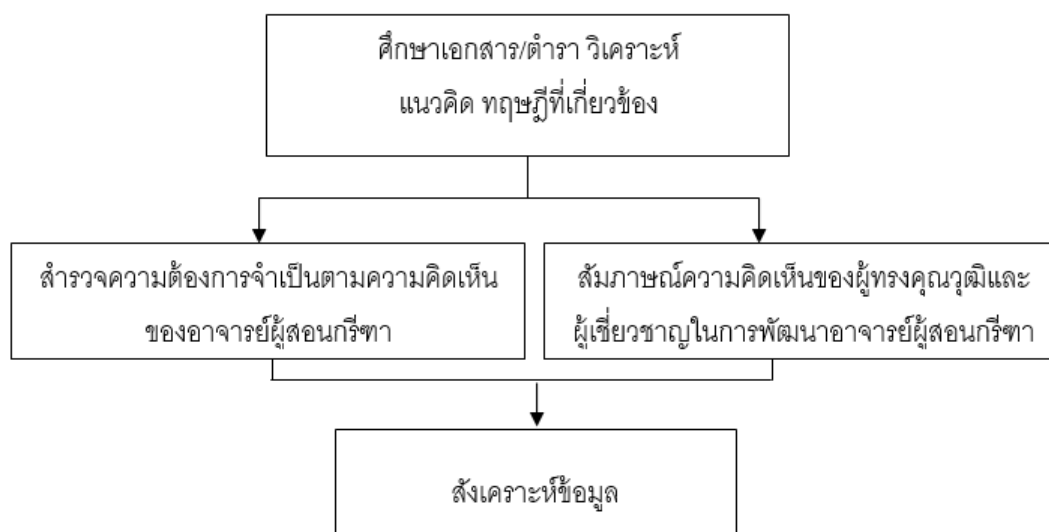 ศึกษาเอกสาร/ตำรา วิเคราะห์
แนวคิด ทฤษฎีที่เกี่ยวข้อง
สำรวจความต้องการจำเป็นตามความคิดเห็น
ของอาจารย์ผู้สอนกรีฑา
สัมภาษณ์ความคิดเห็นของผู้ทรงคุณวุฒิและ
ผู้เชี่ยวชาญในการพัฒนาอาจารย์ผู้สอนกรีฑา
สังเคราะห์ข้อมูล